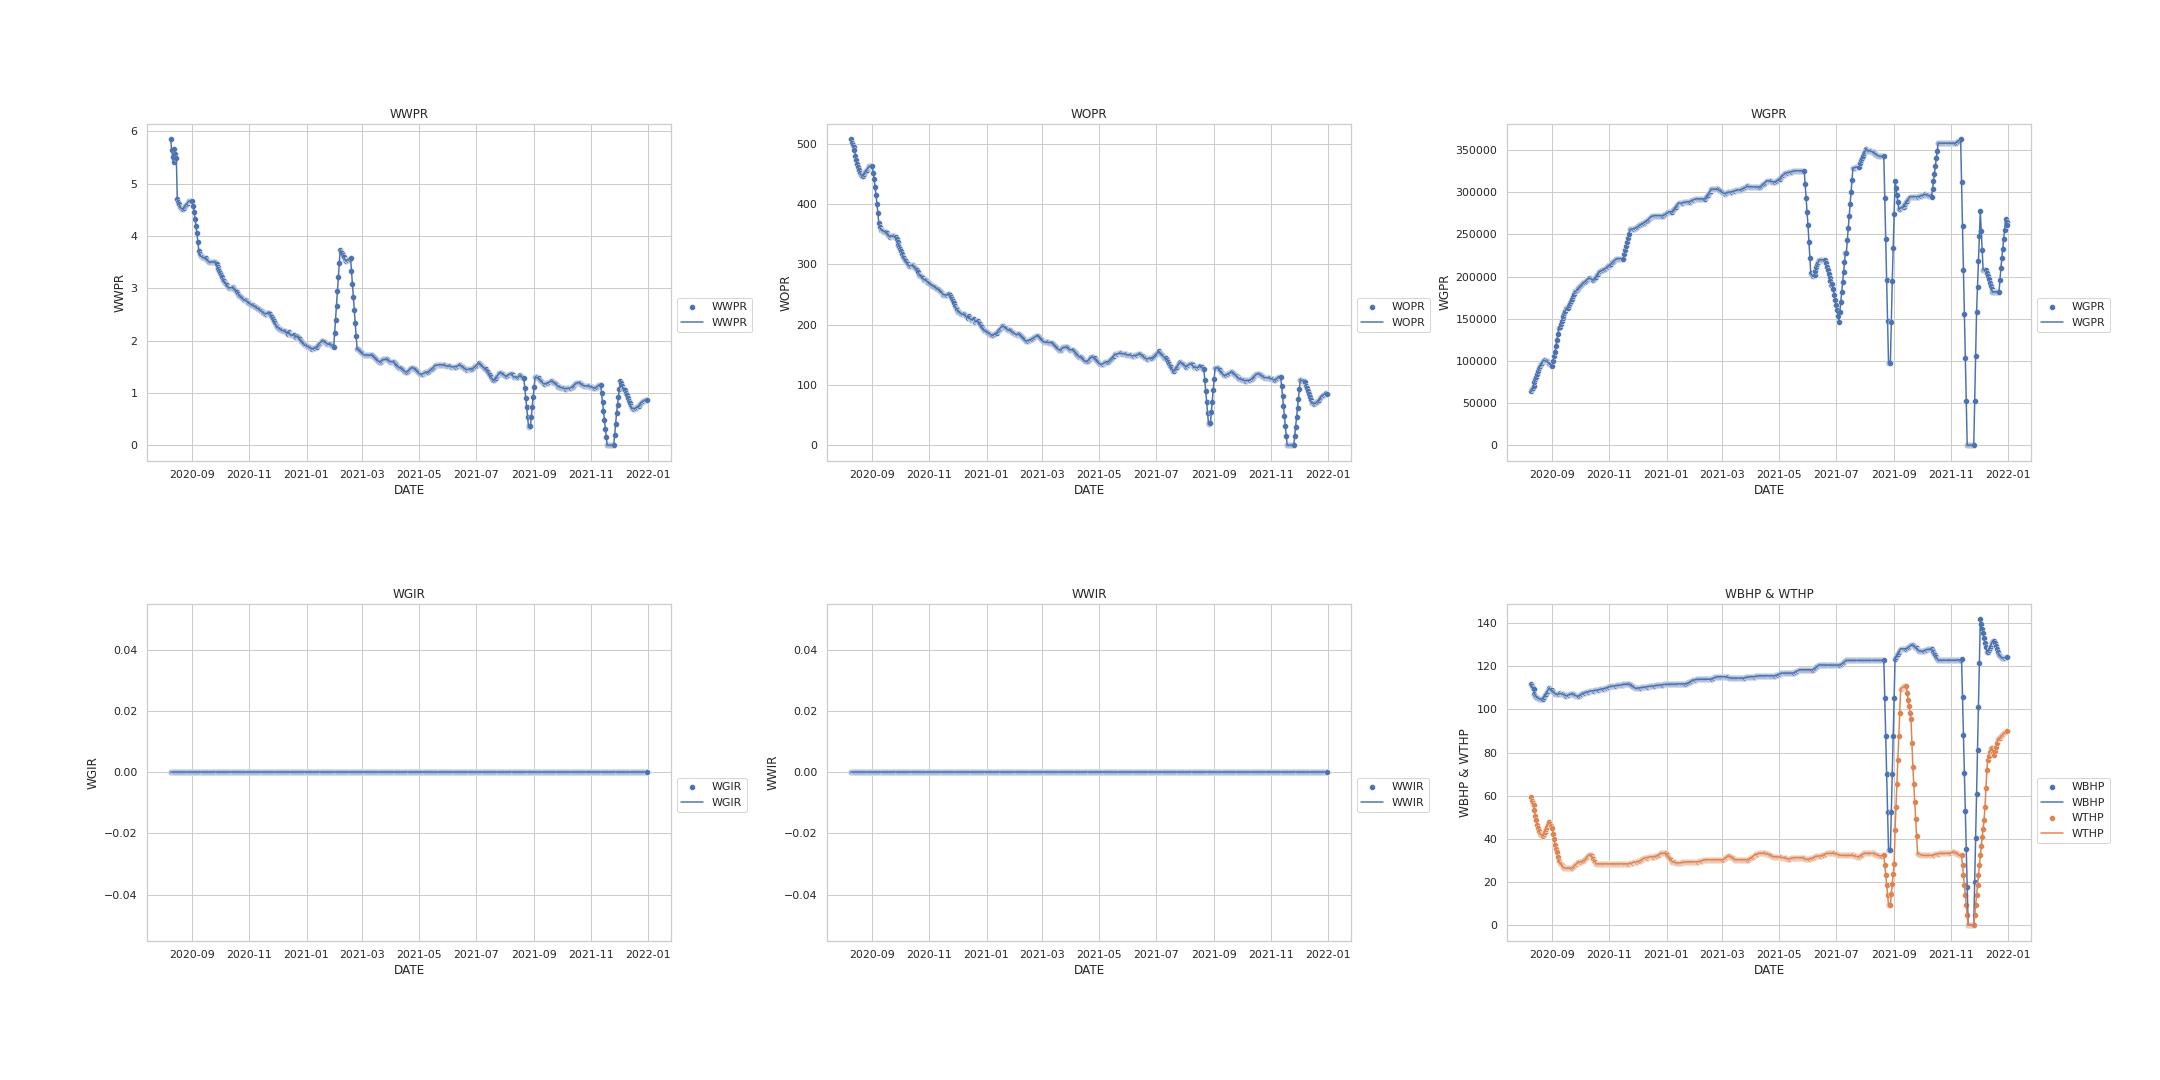 WWPR
WWPR
6
5
4
3
2
1
0
2020-09 2020-11 2021-01 2021-03 2021-05 2021-07 2021-09 2021-11 2022-01
DATE
WWPR
WWPR
WOPR
WOPR
500
400
300
200
100
0
2020-09 2020-11 2021-01 2021-03 2021-05 2021-07 2021-09 2021-11 2022-01
DATE
WOPR
WOPR
WGPR
WGPR
350000
300000
250000
200000
150000
100000
50000
0
2020-09 2020-11 2021-01 2021-03 2021-05 2021-07 2021-09 2021-11 2022-01
DATE
WGPR
WGPR
WGIR
WGIR
0.04
0.02
0.00
−0.02
−0.04
2020-09 2020-11 2021-01 2021-03 2021-05 2021-07 2021-09 2021-11 2022-01
DATE
WGIR
WGIR
WWIR
WWIR
0.04
0.02
0.00
−0.02
−0.04
2020-09 2020-11 2021-01 2021-03 2021-05 2021-07 2021-09 2021-11 2022-01
DATE
WWIR
WWIR
WBHP & WTHP
WBHP & WTHP
140
120
100
80
60
40
20
0
2020-09 2020-11 2021-01 2021-03 2021-05 2021-07 2021-09 2021-11 2022-01
DATE
WBHP
WBHP
WTHP
WTHP